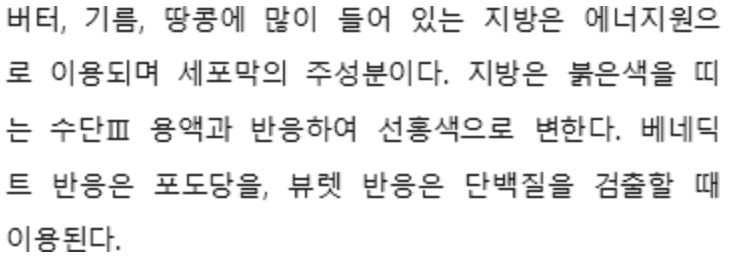 버터, 기름, 땅콩에 많이 들어 있는 지방은 에너지원으
로 이용되며 세포막의 주성분이다. 지방은 붉은색을 띠
는 수단Ⅲ 용액과 반응하여 선홍색으로 변한다. 베네딕
트 반응은 포도당을, 뷰렛 반응은 단백질을 검출할 때
이용된다.